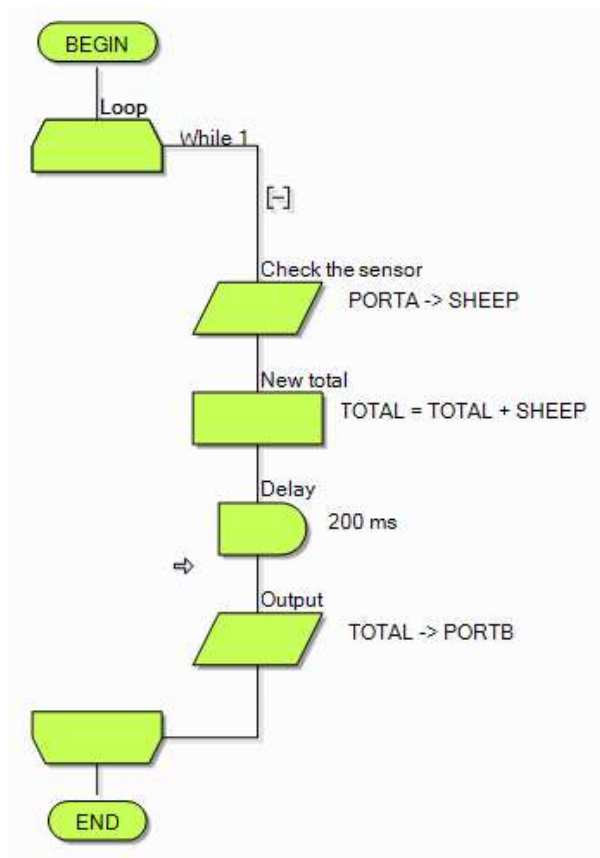 BEGIN
Loop
While 1
[-]
Check the sensor
PORTA -> SHEEP
New total
TOTAL = TOTAL + SHEEP
Delay
200 ms
Output
TOTAL -> PORTB
END